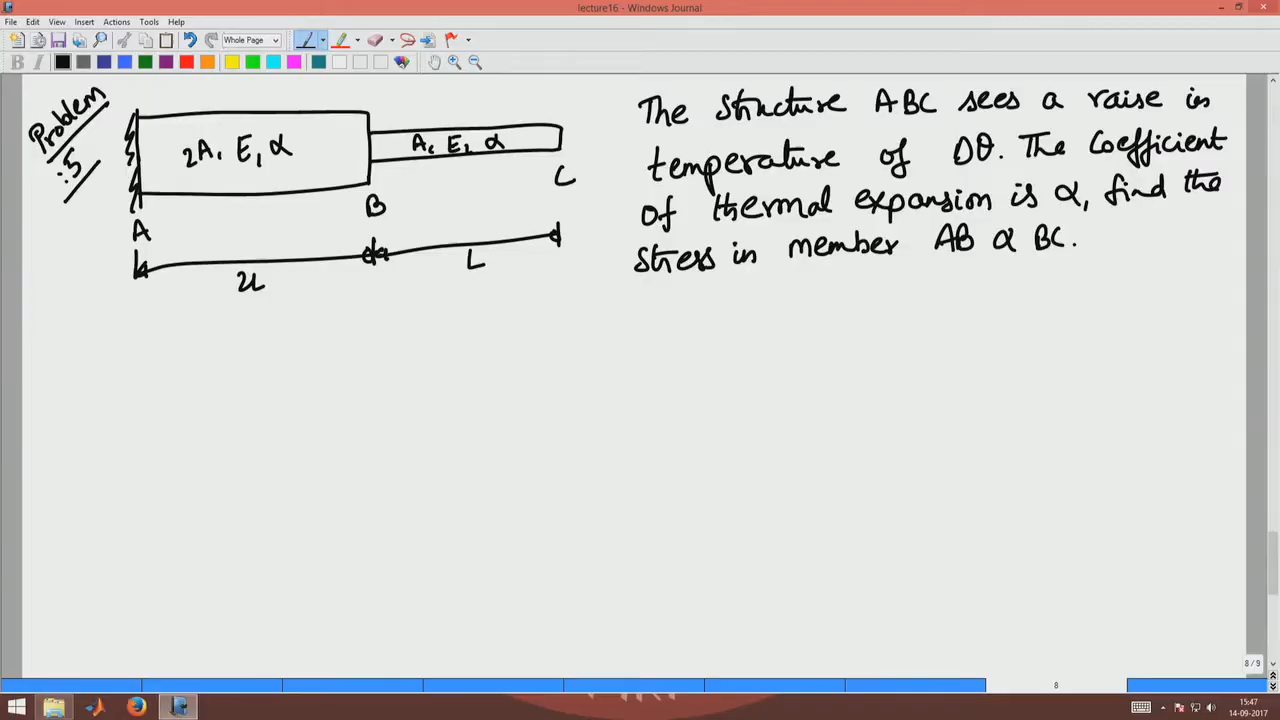 lecture16 - Windows Journal
File Edit View Insert Actions Tools Help
Whole Page
B I
Problem
:5
2A, E, α
A, E, α
A
B
C
2L
L
The structure ABC sees a raise in
temperature of Dθ. The coefficient
of thermal expansion is α, find the
stress in member AB & BC.
8 / 9
8
15:47
14-09-2017